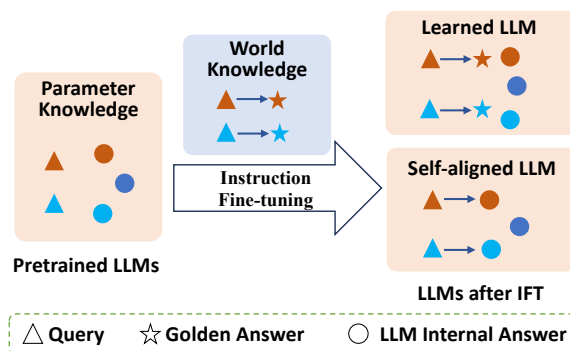 Parameter
Knowledge
Pretrained LLMs
World
Knowledge
Instruction
Fine-tuning
Learned LLM
Self-aligned LLM
LLMs after IFT
Query
Golden Answer
LLM Internal Answer